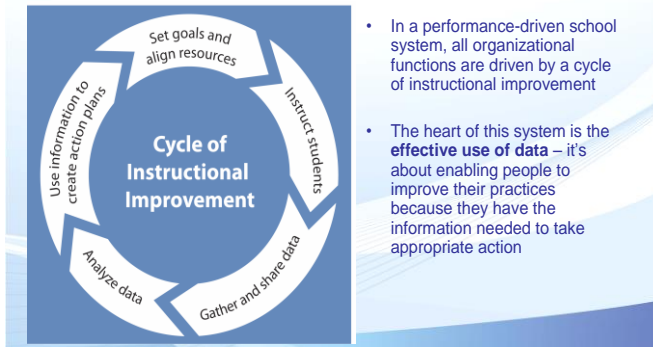 Set goals and
align resources
Instruct students
Gather and share data
Analyze data
Use information to
create action plans
Cycle of
Instructional
Improvement
• In a performance-driven school
system, all organizational
functions are driven by a cycle
of instructional improvement
• The heart of this system is the
effective use of data – it's
about enabling people to
improve their practices
because they have the
information needed to take
appropriate action